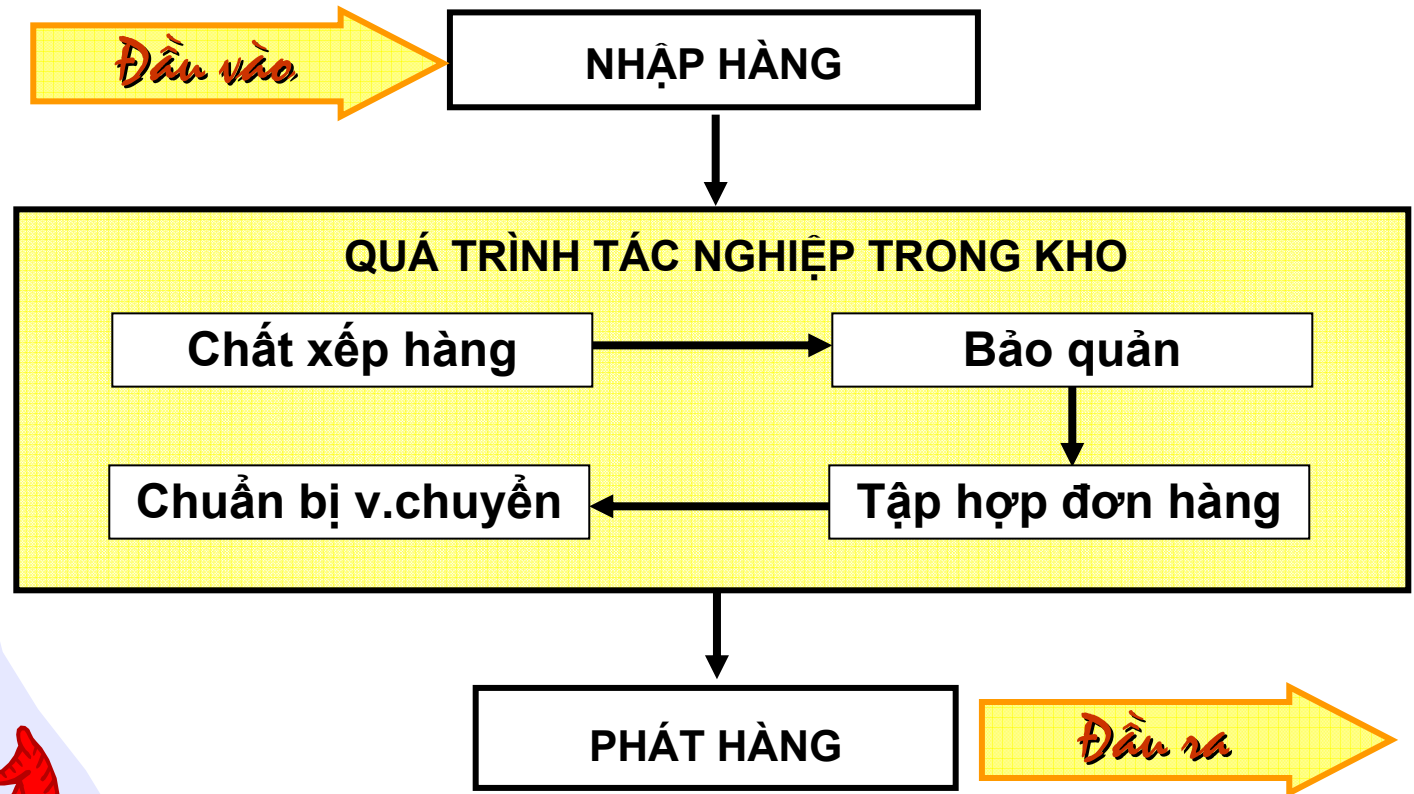 Đầu vào
NHẬP HÀNG
QUÁ TRÌNH TÁC NGHIỆP TRONG KHO
Chất xếp hàng
Bảo quản
Chuẩn bị v.chuyển
Tập hợp đơn hàng
PHÁT HÀNG
Đầu ra